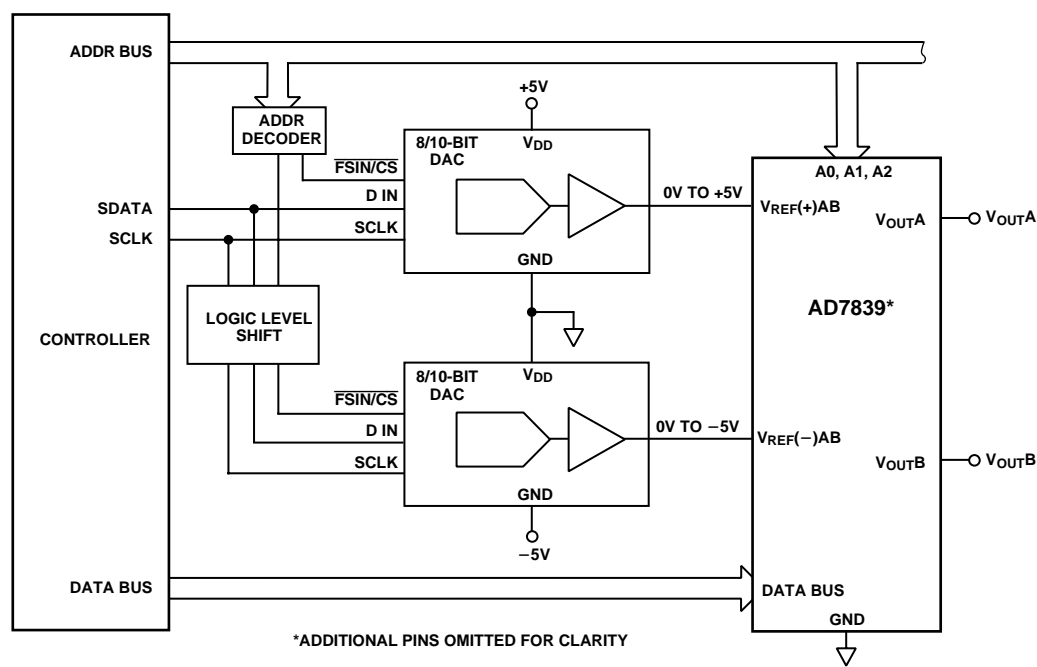 ADDR BUS
+5V
ADDR
DECODER
8/10-BIT
DAC
VDD
FSIN/CS
D IN
SCLK
GND
0V TO +5V
A0, A1, A2
VREF(+)AB
VOUTA
VOUTA
SDATA
SCLK
LOGIC LEVEL
SHIFT
AD7839*
CONTROLLER
8/10-BIT
DAC
VDD
FSIN/CS
D IN
SCLK
GND
−5V
0V TO −5V
VREF(−)AB
VOUTB
VOUTB
DATA BUS
DATA BUS
GND
*ADDITIONAL PINS OMITTED FOR CLARITY